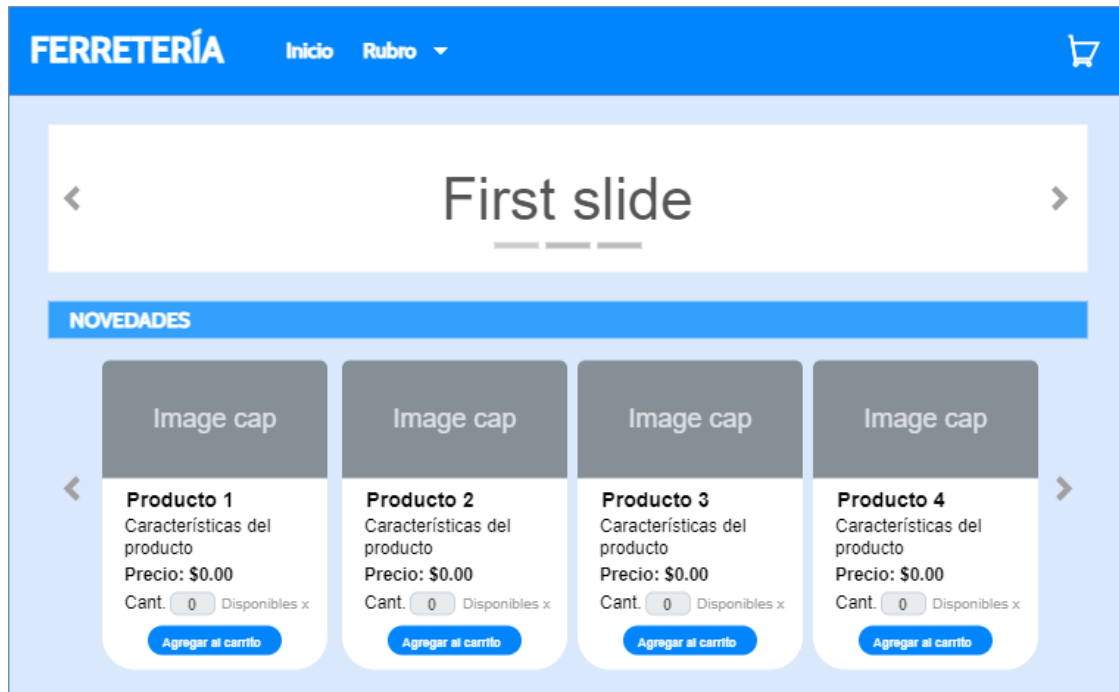 FERRETERÍA Inicio Rubro
First slide
NOVEDADES
Image cap Image cap Image cap Image cap
Producto 1 Producto 2 Producto 3 Producto 4
Características del Características del Características del Características del
producto producto producto producto
Precio: $0.00 Precio: $0.00 Precio: $0.00 Precio: $0.00
Cant. 0 Disponibles x Cant. 0 Disponibles x Cant. 0 Disponibles x Cant. 0 Disponibles x
Agregar al carrito Agregar al carrito Agregar al carrito Agregar al carrito